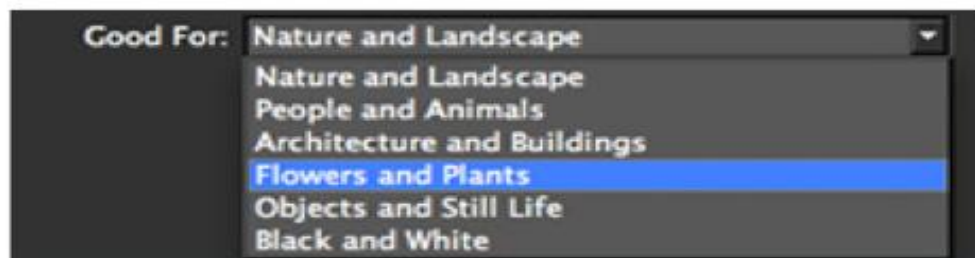 Good For: Nature and Landscape
Nature and Landscape
People and Animals
Architecture and Buildings
Flowers and Plants
Objects and Still Life
Black and White